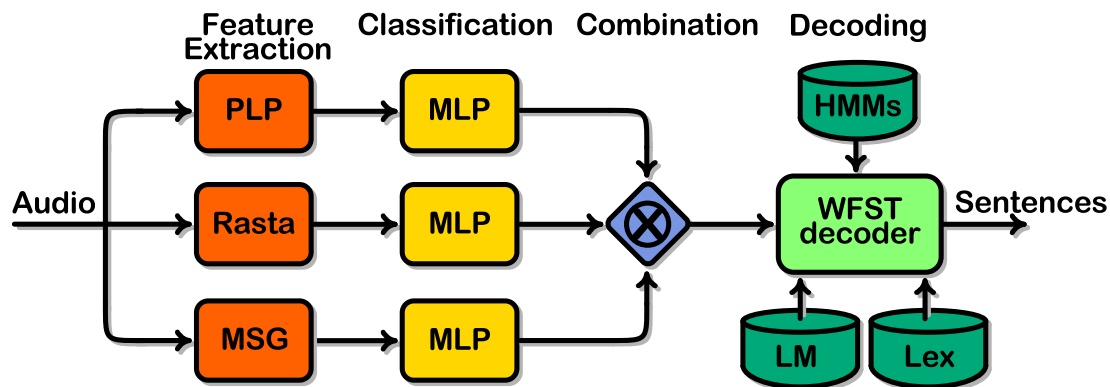 Feature
Extraction
Classification
Combination
Decoding
PLP
MLP
HMMs
Audio
Rasta
MLP
WFST
decoder
Sentences
MSG
MLP
LM
Lex